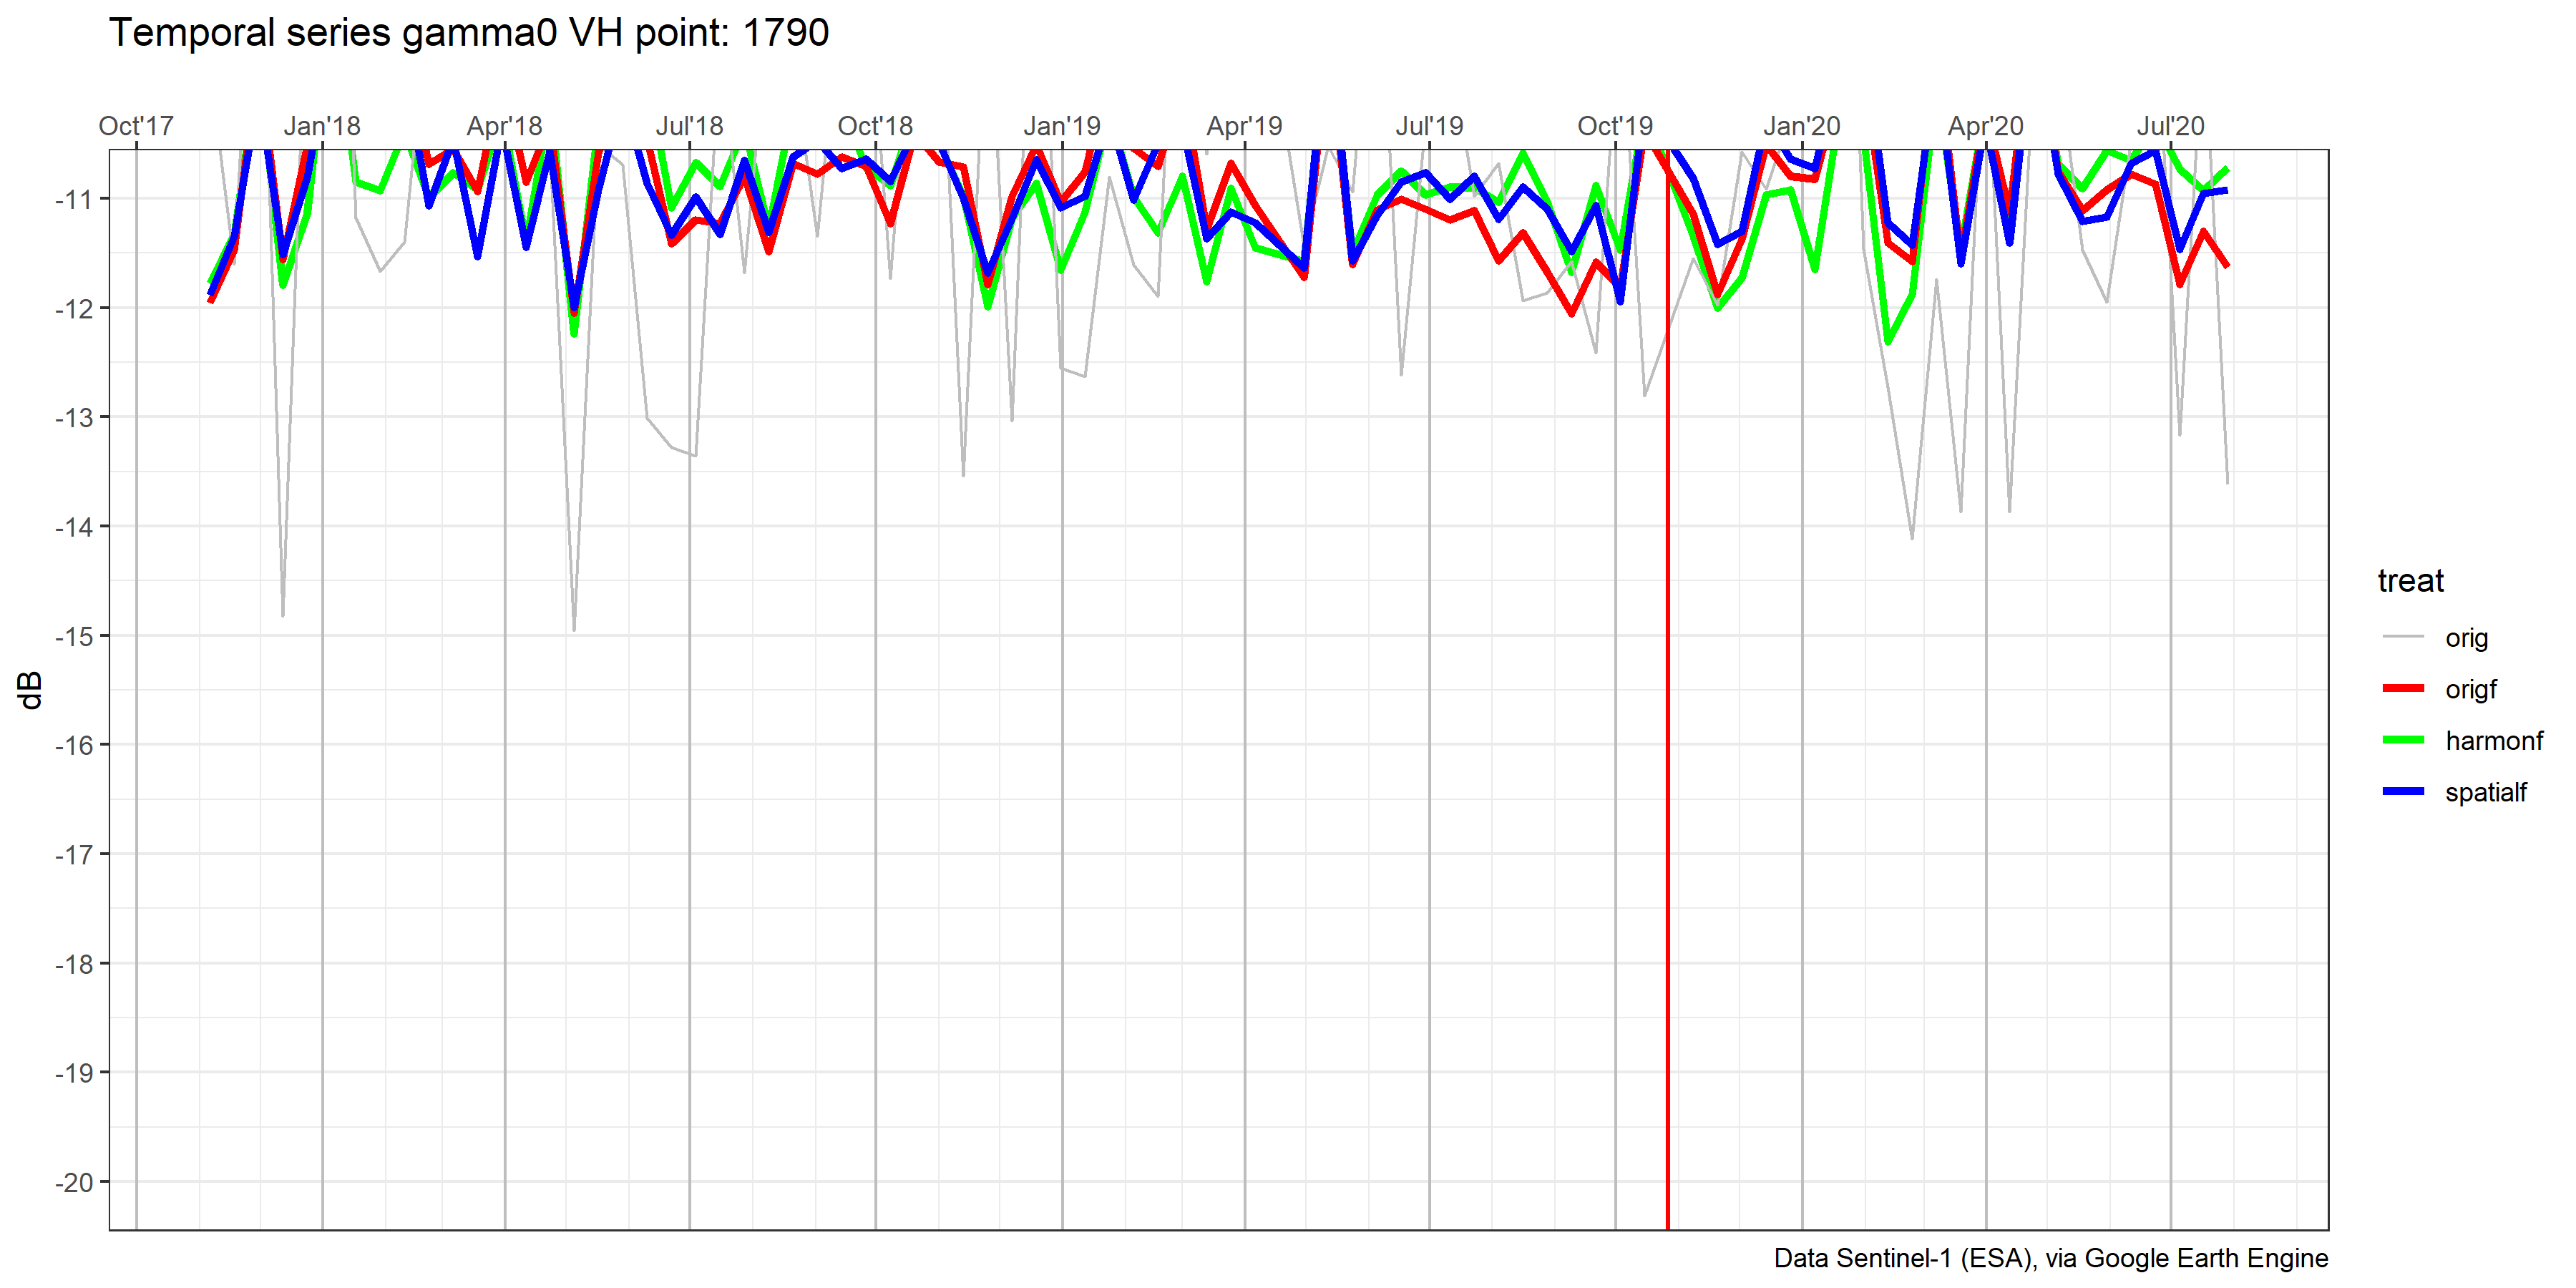 Temporal series gamma0 VH point: 1790
Oct'17 Jan'18 Apr'18 Jul'18 Oct'18 Jan'19 Apr'19 Jul'19 Oct'19 Jan'20 Apr'20 Jul'20
-11
-12
-13
-14
-15
-16
-17
-18
-19
-20
dB
treat
orig
origf
harmonf
spatialf
Data Sentinel-1 (ESA), via Google Earth Engine